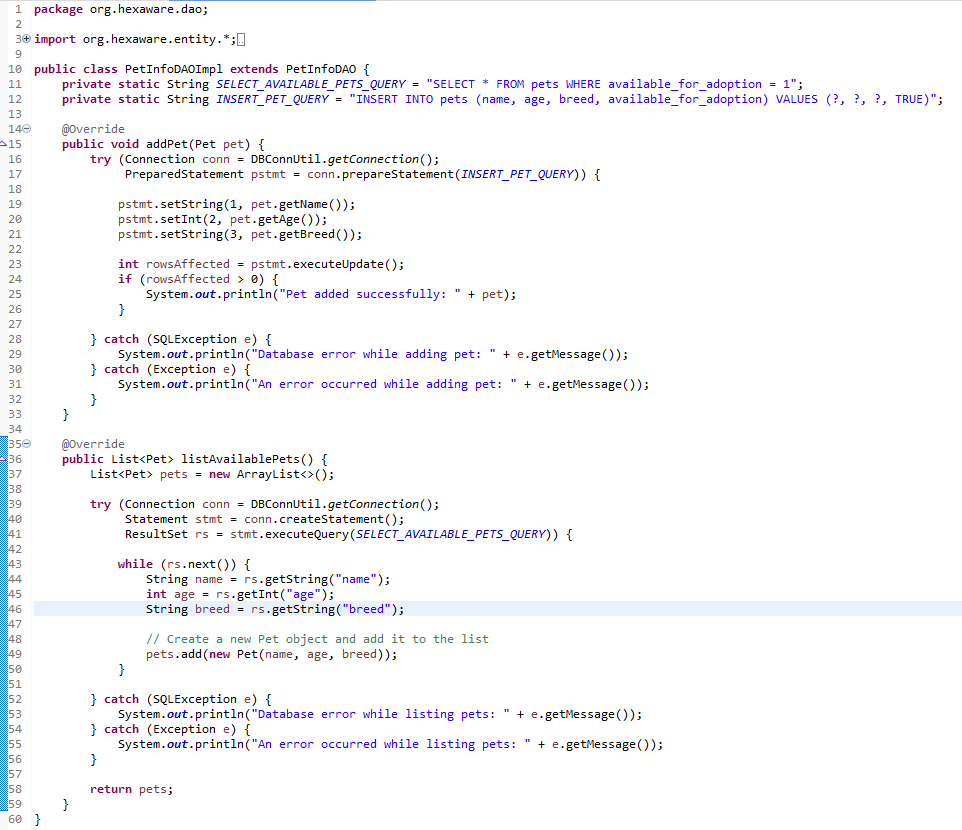 1 package org.hexaware.dao;
2
3 import org.hexaware.entity.*;
9
10 public class PetInfoDAOImpl extends PetInfoDAO {
11     private static String SELECT_AVAILABLE_PETS_QUERY = "SELECT * FROM pets WHERE available_for_adoption = 1";
12     private static String INSERT_PET_QUERY = "INSERT INTO pets (name, age, breed, available_for_adoption) VALUES (?, ?, ?, TRUE)";
13
14     @Override
15     public void addPet(Pet pet) {
16         try (Connection conn = DBConnUtil.getConnection();
17              PreparedStatement pstmt = conn.prepareStatement(INSERT_PET_QUERY)) {
18
19             pstmt.setString(1, pet.getName());
20             pstmt.setInt(2, pet.getAge());
21             pstmt.setString(3, pet.getBreed());
22
23             int rowsAffected = pstmt.executeUpdate();
24             if (rowsAffected > 0) {
25                 System.out.println("Pet added successfully: " + pet);
26             }
27
28         } catch (SQLException e) {
29             System.out.println("Database error while adding pet: " + e.getMessage());
30         } catch (Exception e) {
31             System.out.println("An error occurred while adding pet: " + e.getMessage());
32         }
33     }
34
35     @Override
36     public List<Pet> listAvailablePets() {
37         List<Pet> pets = new ArrayList<>();
38
39         try (Connection conn = DBConnUtil.getConnection();
40              Statement stmt = conn.createStatement();
41              ResultSet rs = stmt.executeQuery(SELECT_AVAILABLE_PETS_QUERY)) {
42
43             while (rs.next()) {
44                 String name = rs.getString("name");
45                 int age = rs.getInt("age");
46                 String breed = rs.getString("breed");
47
48                 // Create a new Pet object and add it to the list
49                 pets.add(new Pet(name, age, breed));
50             }
51
52         } catch (SQLException e) {
53             System.out.println("Database error while listing pets: " + e.getMessage());
54         } catch (Exception e) {
55             System.out.println("An error occurred while listing pets: " + e.getMessage());
56         }
57
58         return pets;
59     }
60 }